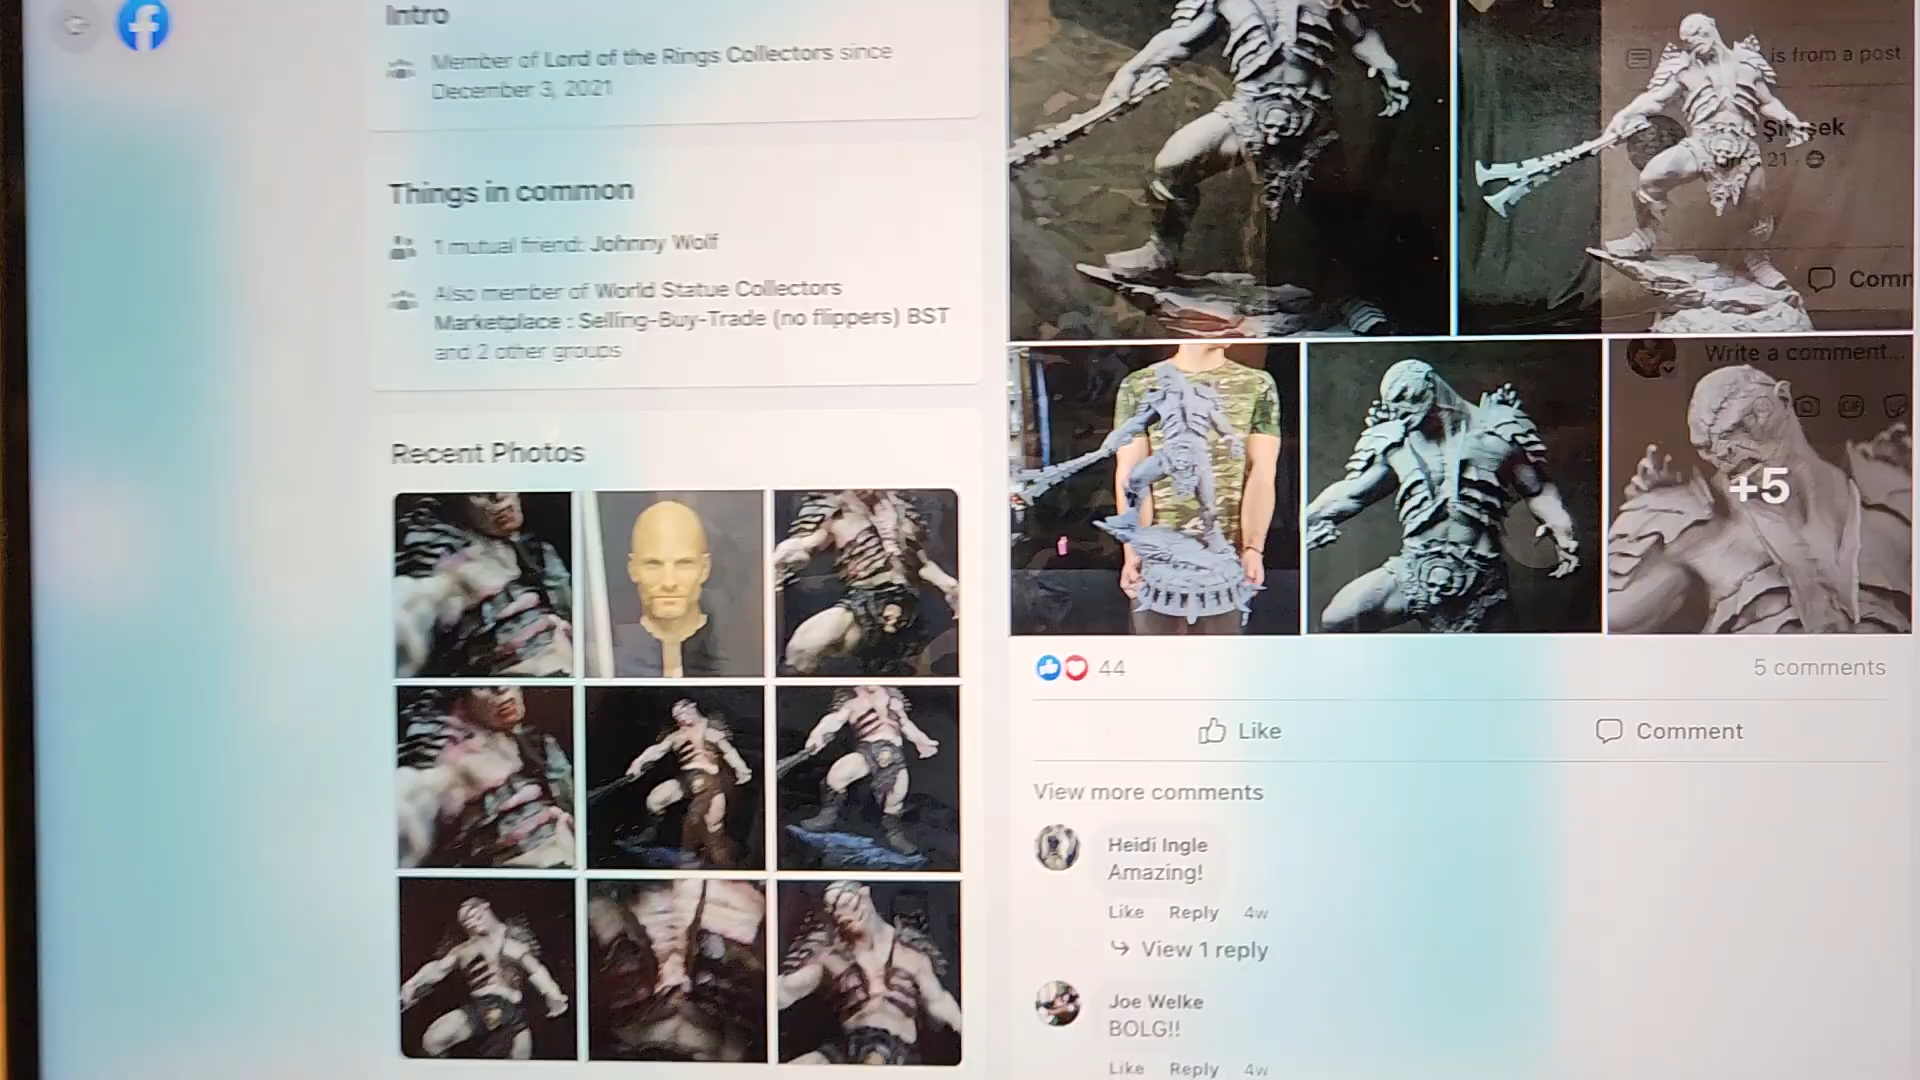 Intro
Member of Lord of the Rings Collectors since
December 3, 2021
Things in common
1 mutual friend: Johnny Wolf
Also member of World Statue Collectors
Marketplace : Selling-Buy-Trade (no flippers) BST
and 2 other groups
Recent Photos
is from a post.
21
Comm
Write a comment...
GIF
+5
44
5 comments
Like
Comment
View more comments
Heidi Ingle
Amazing!
Like Reply 4w
View 1 reply
Joe Welke
BOLG!!
Like Reply 4w